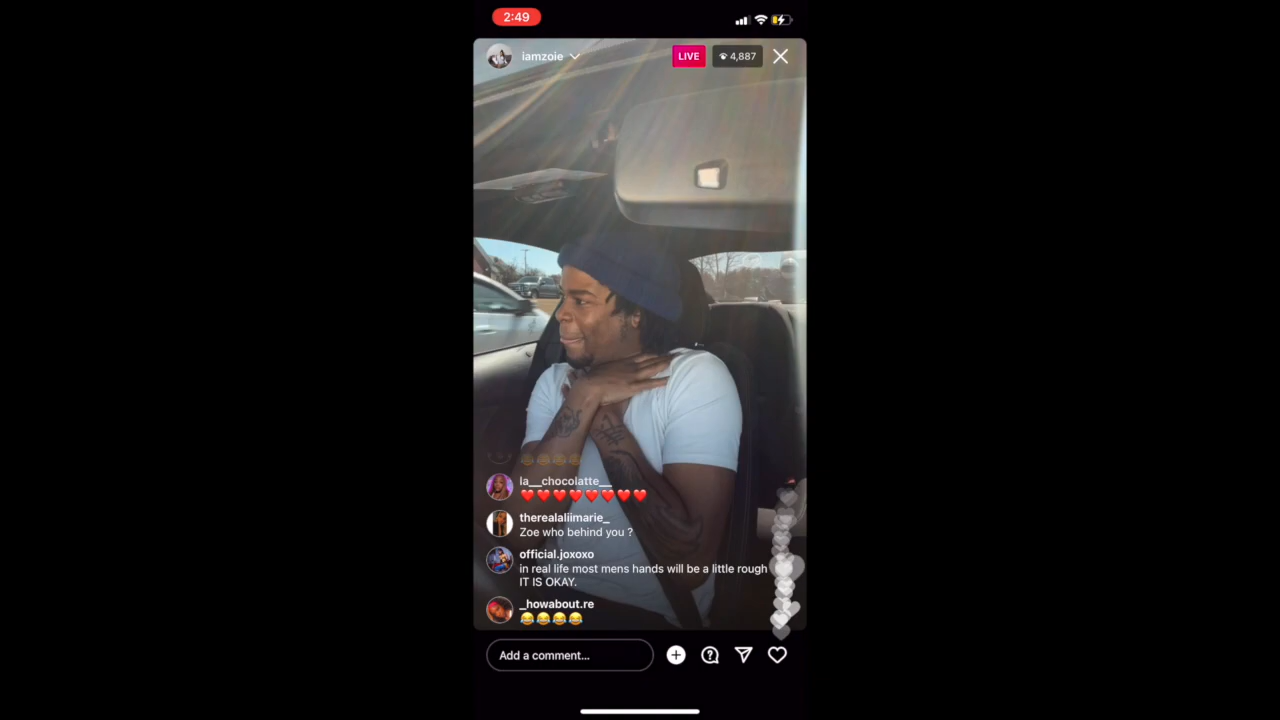 2:49
iamzoie
LIVE
4,887
la__chocolatte__
❤️❤️❤️❤️❤️❤️❤️❤️
therealaliimarie_
Zoe who behind you ?
official.joxoxo
in real life most mens hands will be a little rough
IT IS OKAY.
_howabout.re
😂😂😂😂
Add a comment...